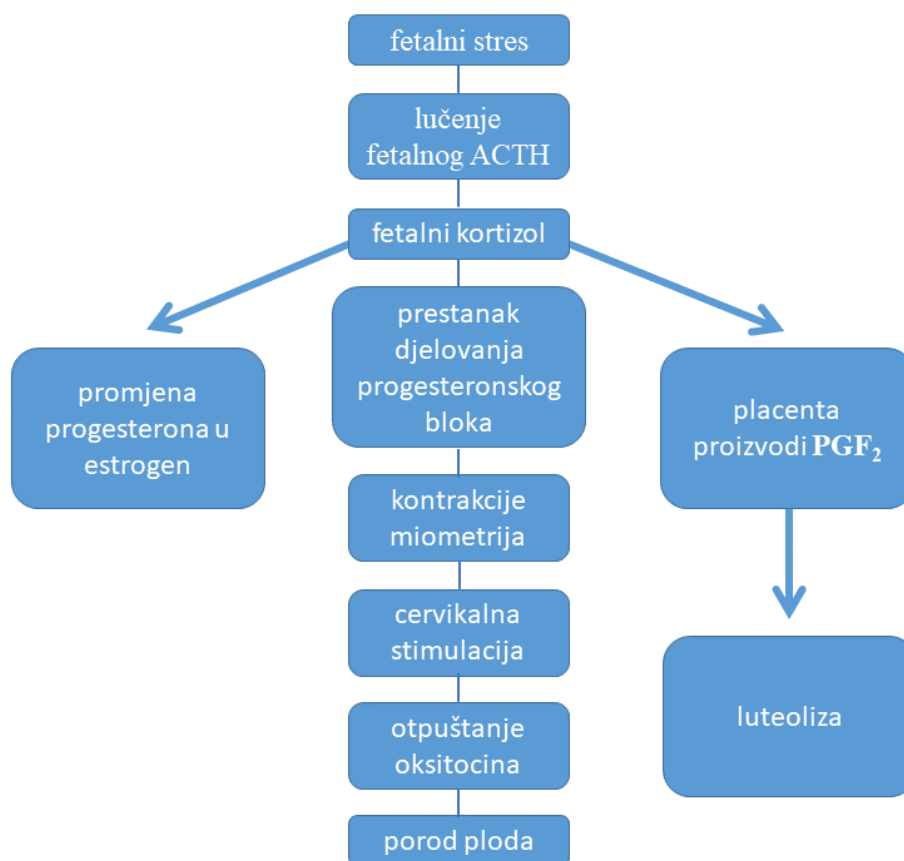 fetalni stres
lučenje
fetalnog ACTH
fetalni kortizol
prestanak
djelovanja
progesteronskog
bloka
promjena
progesterona u
estrogen
placenta
proizvodi PGF₂
kontrakcije
miometrija
cervikalna
stimulacija
luteoliza
otpuštanje
oksitocina
porod ploda